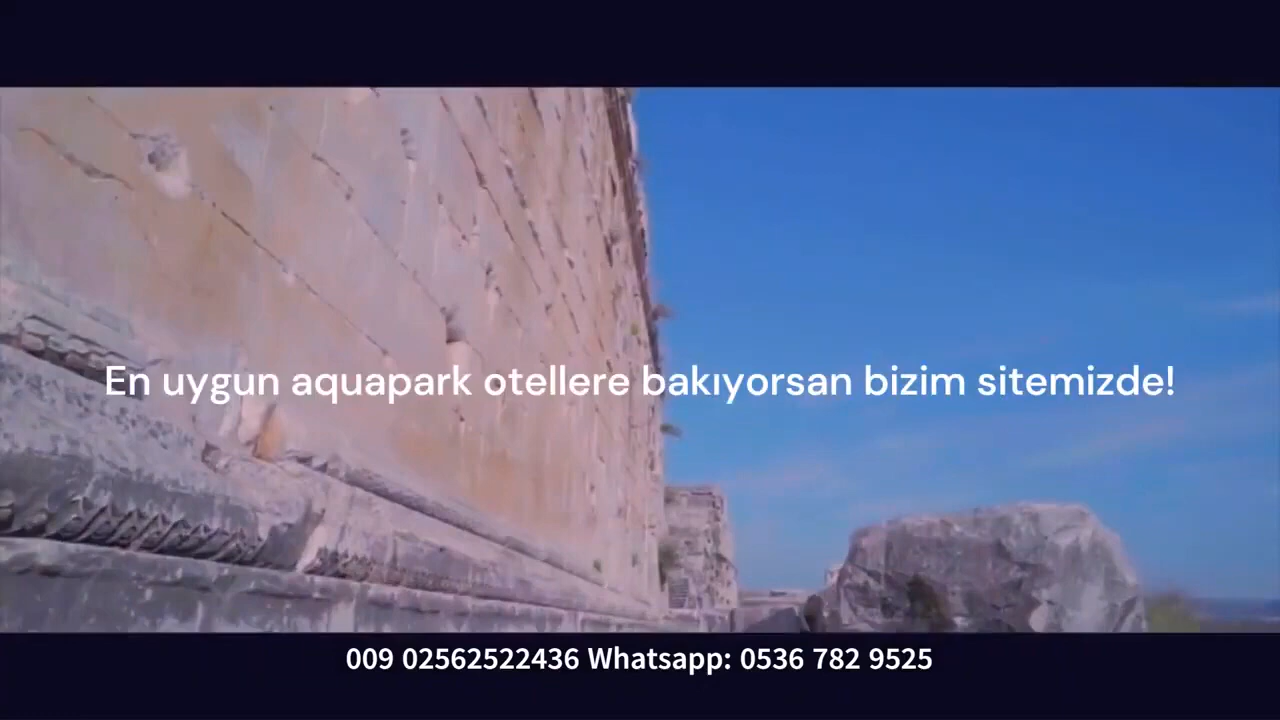 En uygun aquapark otellere bakıyorsan bizim sitemizde!
009 02562522436 Whatsapp: 0536 782 9525